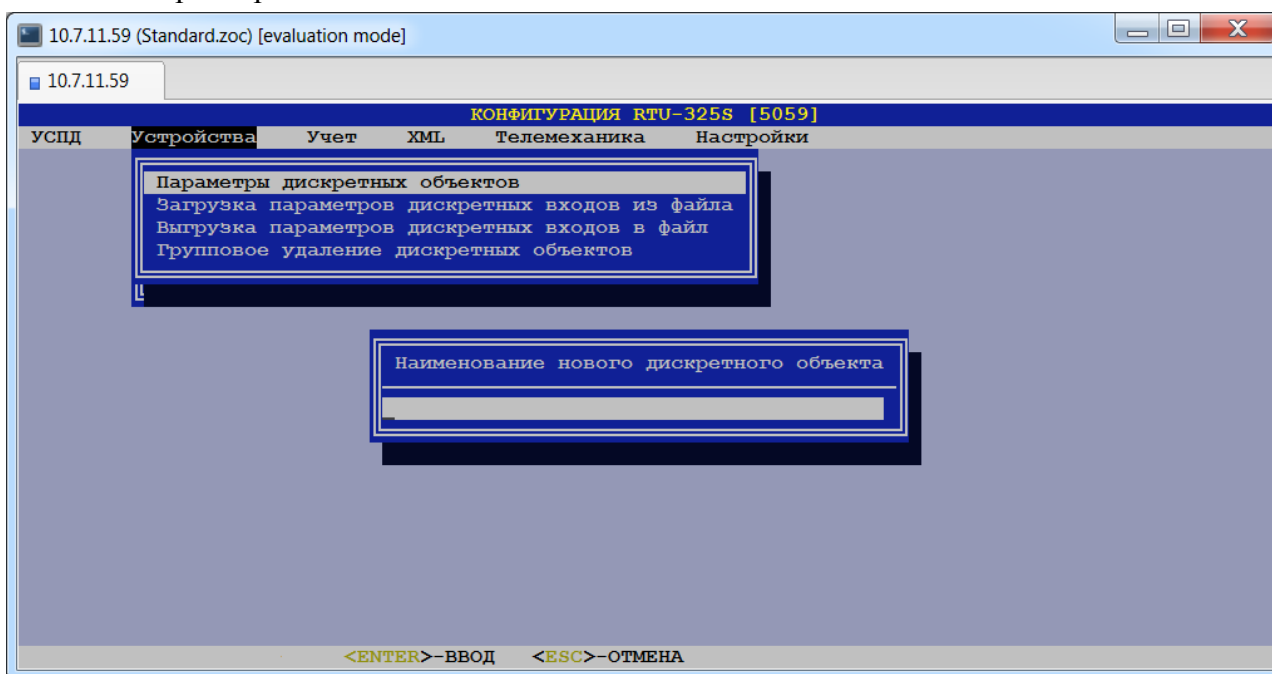 10.7.11.59 (Standard.zoc) [evaluation mode]
10.7.11.59
КОНФИГУРАЦИЯ RTU-325S [5059]
УСПД Устройства Учет XML Телемеханика Настройки
Параметры дискретных объектов
Загрузка параметров дискретных входов из файла
Выгрузка параметров дискретных входов в файл
Групповое удаление дискретных объектов
Наименование нового дискретного объекта
<ENTER>-ВВОД <ESC>-ОТМЕНА